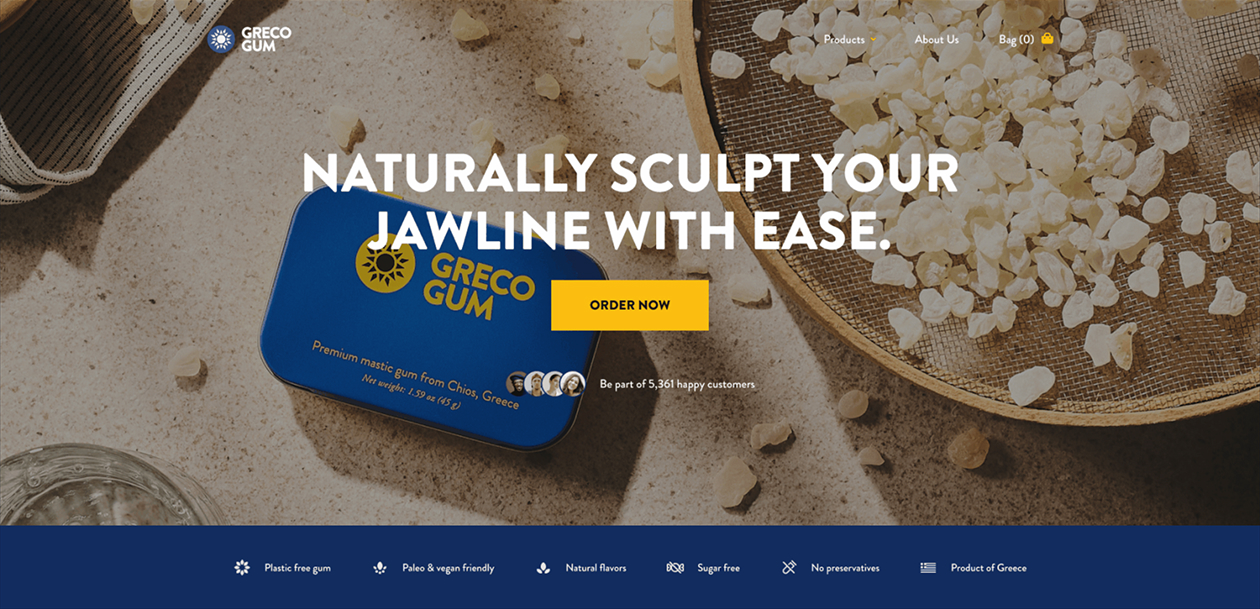 GRECO
GUM
Products
About Us
Bag (0)
NATURALLY SCULPT YOUR
JAWLINE WITH EASE.
GRECO
GUM
ORDER NOW
Premium mastic gum from Chios, Greece
Net weight: 1.59 oz (45 g)
Be part of 5,361 happy customers
Plastic free gum
Paleo & vegan friendly
Natural flavors
Sugar free
No preservatives
Product of Greece